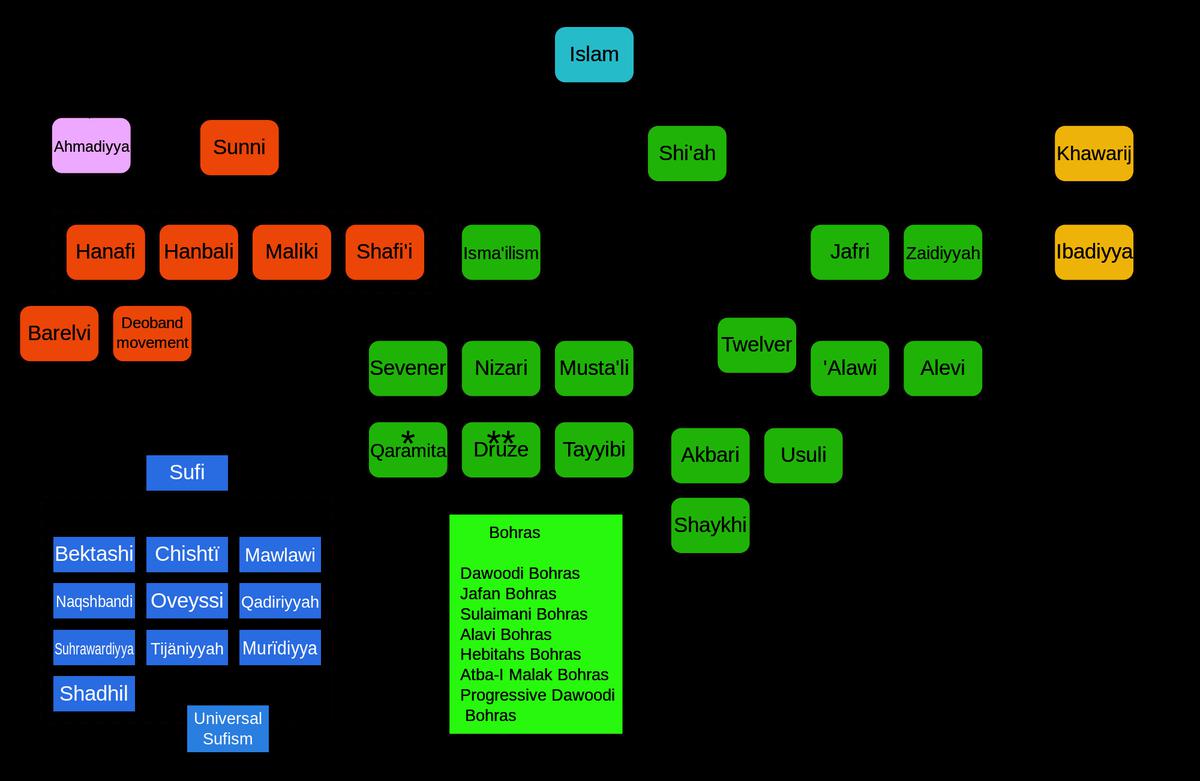 Islam
Ahmadiyya
Sunni
Shi'ah
Khawarij
Hanafi
Hanbali
Maliki
Shafi'i
Isma'ilism
Jafri
Zaidiyyah
Ibadiyya
Barelvi
Deoband
movement
Twelver
Sevener
Nizari
Musta'li
'Alawi
Alevi
*
Qaramita
**
Druze
Tayyibi
Akbari
Usuli
Shaykhi
Sufi
Bektashi
Chishtï
Mawlawi
Naqshbandi
Oveyssi
Qadiriyyah
Suhrawardiyya
Tijäniyyah
Murïdiyya
Shadhil
Universal
Sufism
Bohras
Dawoodi Bohras
Jafan Bohras
Sulaimani Bohras
Alavi Bohras
Hebitahs Bohras
Atba-I Malak Bohras
Progressive Dawoodi
Bohras